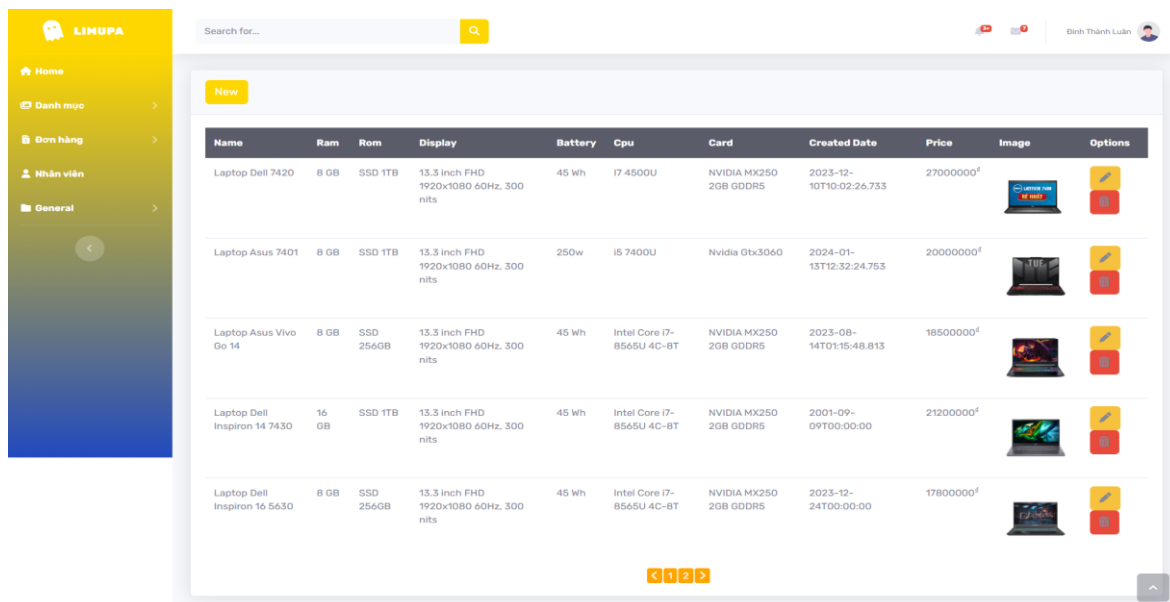 LIMUPA
Search for...
3+
7
Đinh Thành Luân
Home
Danh mục
Đơn hàng
Nhân viên
General
New
Name Ram Rom Display Battery Cpu Card Created Date Price Image Options
Laptop Dell 7420 8 GB SSD 1TB 13.3 inch FHD 45 Wh I7 4500U NVIDIA MX250 2023-12- 27000000đ
1920x1080 60Hz, 300 2GB GDDR5 10T10:02:26.733
nits
Laptop Asus 7401 8 GB SSD 1TB 13.3 inch FHD 250w i5 7400U Nvidia Gtx3060 2024-01- 20000000đ
1920x1080 60Hz, 300 13T12:32:24.753
nits
TUF
Laptop Asus Vivo 8 GB SSD 13.3 inch FHD 45 Wh Intel Core i7- NVIDIA MX250 2023-08- 18500000đ
Go 14 256GB 1920x1080 60Hz, 300 8565U 4C-8T 2GB GDDR5 14T01:15:48.813
nits
Laptop Dell 16 SSD 1TB 13.3 inch FHD 45 Wh Intel Core i7- NVIDIA MX250 2001-09- 21200000đ
Inspiron 14 7430 GB 1920x1080 60Hz, 300 8565U 4C-8T 2GB GDDR5 09T00:00:00
nits
Laptop Dell 8 GB SSD 13.3 inch FHD 45 Wh Intel Core i7- NVIDIA MX250 2023-12- 17800000đ
Inspiron 16 5630 256GB 1920x1080 60Hz, 300 8565U 4C-8T 2GB GDDR5 24T00:00:00
nits
1 2